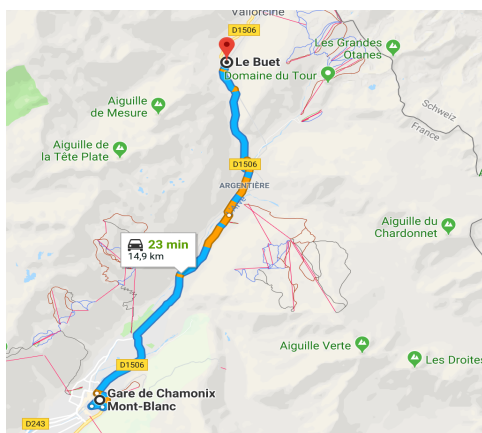 Vallorcine
D1506
Les Grandes
Otanes
Le Buet
Domaine du Tour
Aiguille
de Mesure
Schweiz
France
Aiguille de
la Tête Plate
D1506
ARGENTIÈRE
Aiguille du
Chardonnet
23 min
14,9 km
Aiguille Verte
Les Droites
D1506
Gare de Chamonix
Mont-Blanc
D243